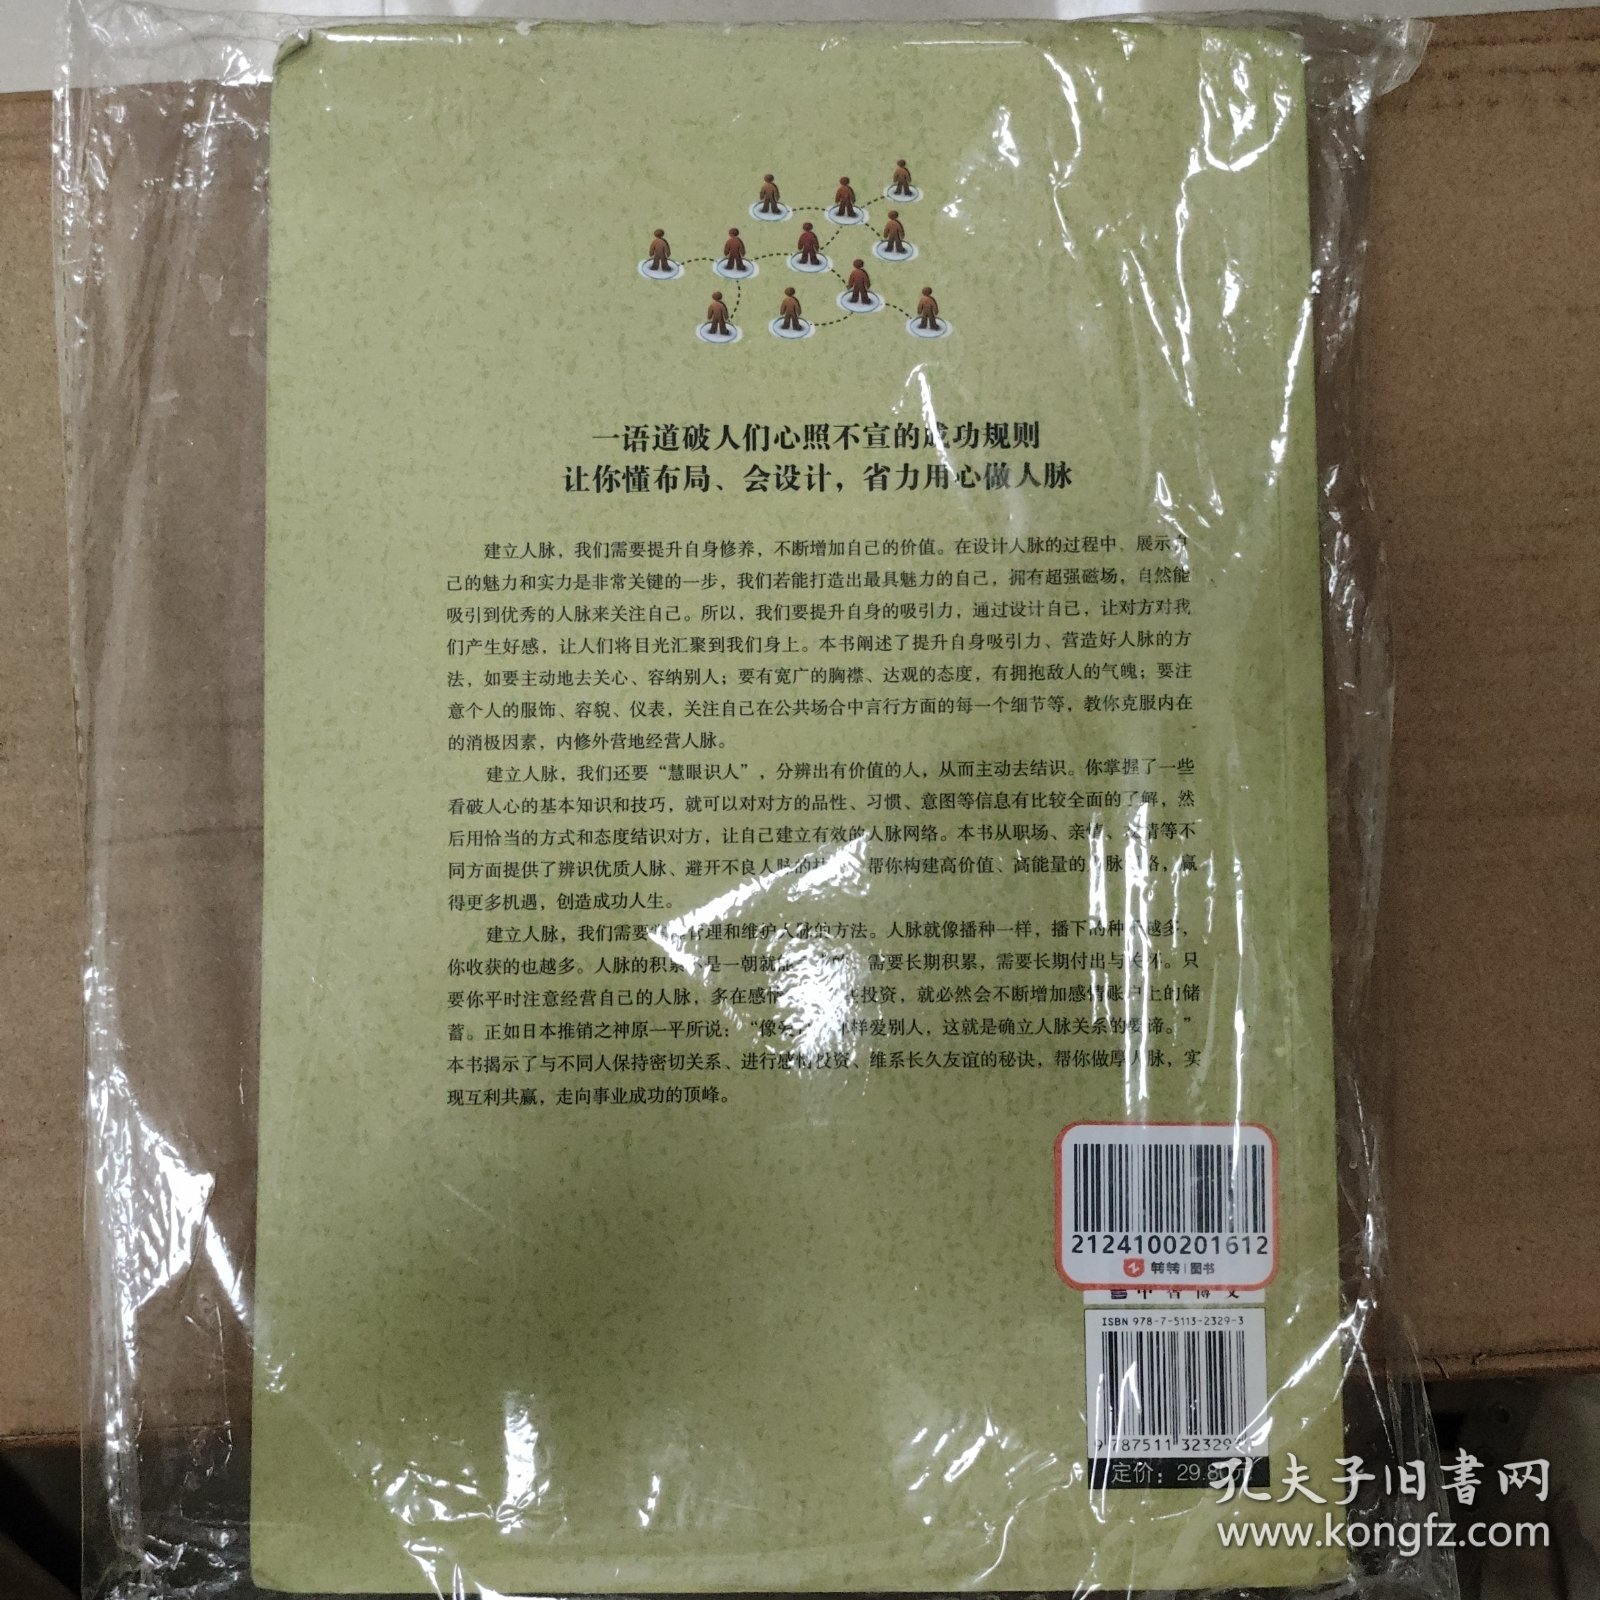 一语道破人们心照不宣的成功规则
让你懂布局、会设计，省力用心做人脉
建立人脉，我们需要提升自身修养，不断增加自己的价值。在设计人脉的过程中，展示自
己的魅力和实力是非常关键的一步，我们若能打造出最具魅力的自己，拥有超强磁场，自然能
吸引到优秀的人脉来关注自己。所以，我们要提升自身的吸引力，通过设计自己，让对方对我
们产生好感，让人们将目光汇聚到我们身上。本书阐述了提升自身吸引力、营造好人脉的方
法，如要主动地去关心、容纳别人；要有宽广的胸襟、达观的态度，有拥抱敌人的气魄；要注
意个人的服饰、容貌、仪表，关注自己在公共场合中言行方面的每一个细节等，教你克服内在
的消极因素，内修外营地经营人脉。
建立人脉，我们还要“慧眼识人”，分辨出有价值的人，从而主动去结识。你掌握了一些
看破人心的基本知识和技巧，就可以对对方的品性、习惯、意图等信息有比较全面的了解，然
后用恰当的方式和态度结识对方，让自己建立有效的人脉网络。本书从职场、亲情、情等不
同方面提供了辨识优质人脉、避开不良人脉的 帮你构建高价值、高能量的脉络，赢
得更多机遇，创造成功人生。
建立人脉，我们需要管理和维护人脉的方法。人脉就像播种一样，播下的种越多，
你收获的也越多。人脉的积累是一朝就 需要长期积累，需要长期付出与关怀。只
要你平时注意经营自己的人脉，多在感情 投资，就必然会不断增加感情账户上的储
蓄。正如日本推销之神原一平所说：“像爱样爱别人，这就是确立人脉关系的要谛。”
本书揭示了与不同人保持密切关系、进行感情投资、维系长久友谊的秘诀，帮你做厚人脉，实
现互利共赢，走向事业成功的顶峰。
2124100201612
转转|图书
中智博文
ISBN 978-7-5113-2329-3
9 787511 32329
定价：29.80元
孔夫子旧书网
www.kongfz.com